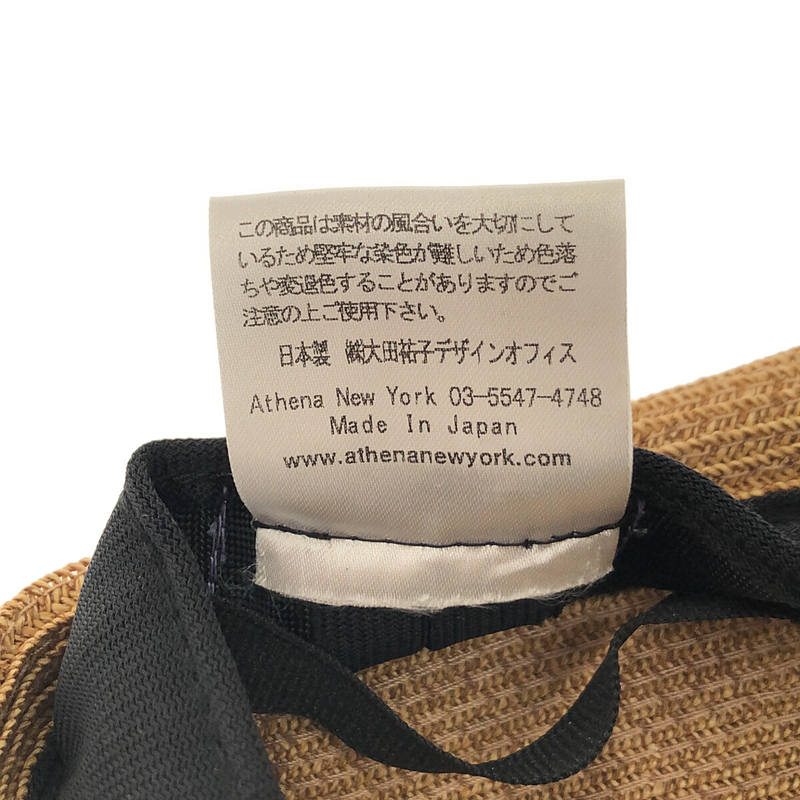 この商品は素材の風合いを大切にして
いるため堅牢な染色が難しいため色落
ちや変退色することがありますのでご
注意の上ご使用下さい。
日本製 ㈱大田祐子デザインオフィス
Athena New York 03-5547-4748
Made In Japan
www.athenanewyork.com